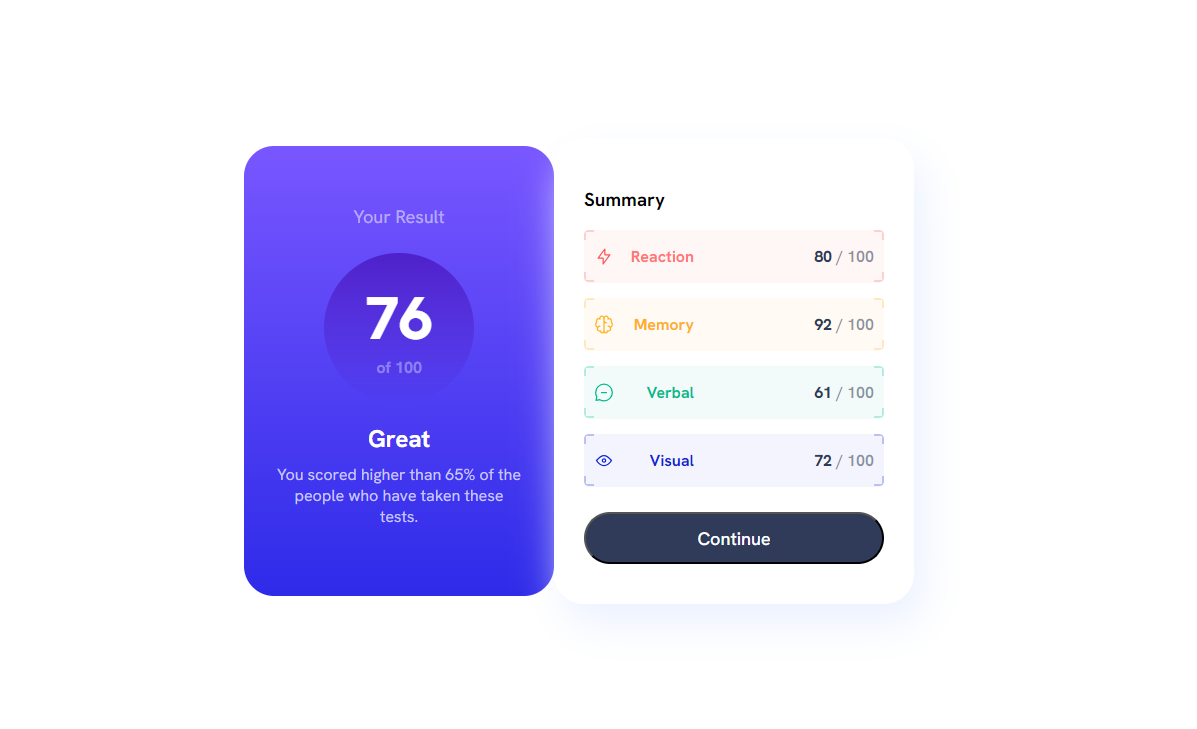 Your Result
76
of 100
Great
You scored higher than 65% of the
people who have taken these
tests.
Summary
Reaction 80 / 100
Memory 92 / 100
Verbal 61 / 100
Visual 72 / 100
Continue